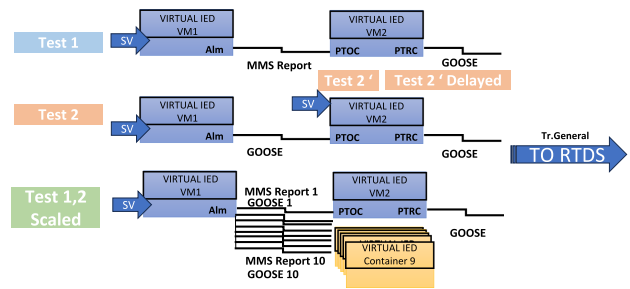 Test 1
SV
VIRTUAL IED
VM1
Alm
MMS Report
VIRTUAL IED
VM2
PTOC PTRC
GOOSE
Test 2 ‘
Test 2 ‘ Delayed
Test 2
SV
VIRTUAL IED
VM1
Alm
GOOSE
SV
VIRTUAL IED
VM2
PTOC PTRC
GOOSE
Tr.General
TO RTDS
Test 1,2
Scaled
SV
VIRTUAL IED
VM1
Alm
MMS Report 1
GOOSE 1
VIRTUAL IED
VM2
PTOC PTRC
GOOSE
MMS Report 10
GOOSE 10
VIRTUAL IED
VIRTUAL IED
Container 9